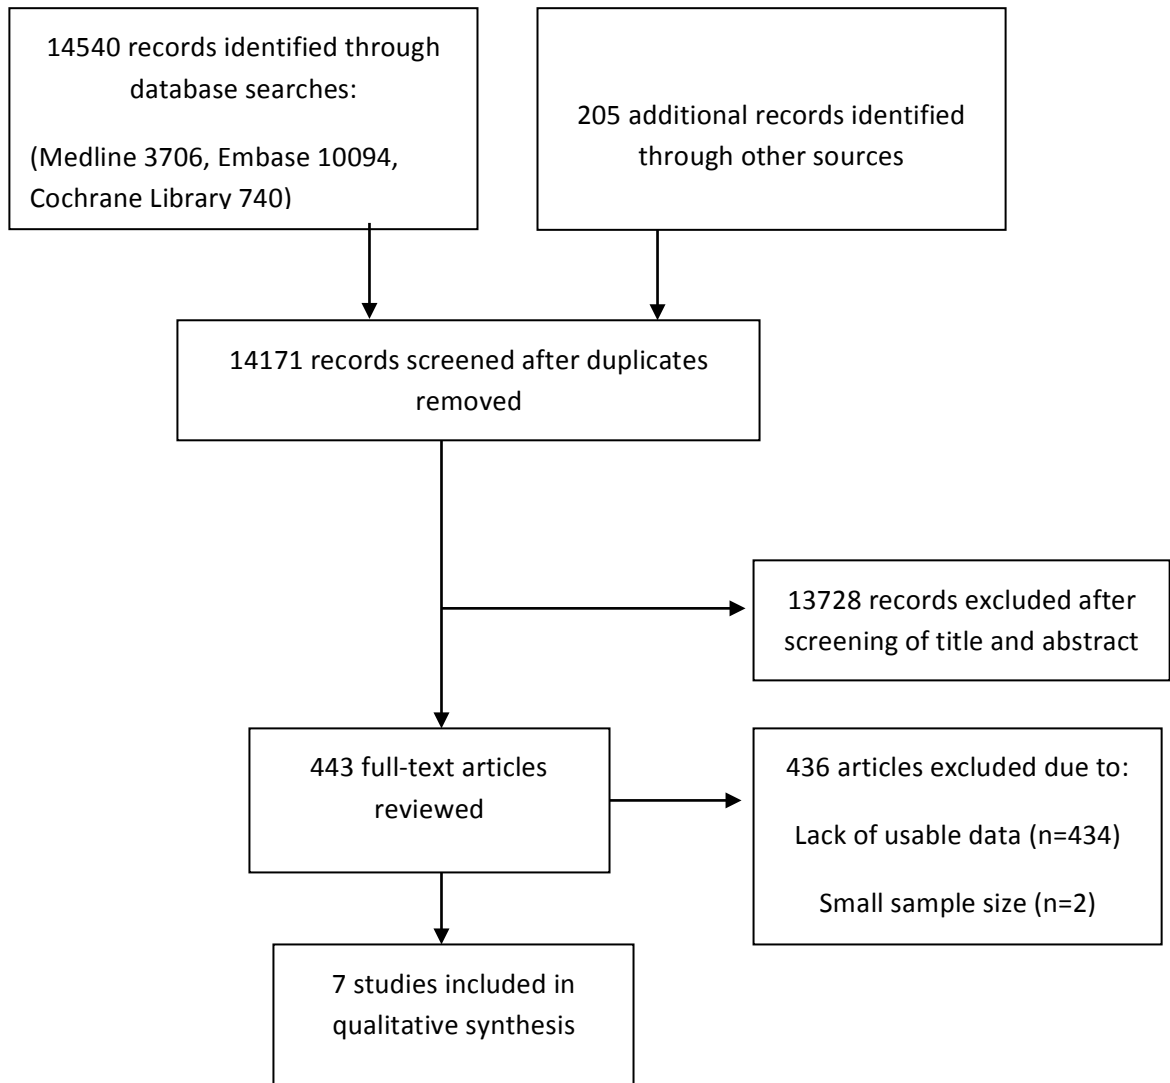 14540 records identified through
database searches:
(Medline 3706, Embase 10094,
Cochrane Library 740)
205 additional records identified
through other sources
14171 records screened after duplicates
removed
13728 records excluded after
screening of title and abstract
443 full-text articles
reviewed
436 articles excluded due to:
Lack of usable data (n=434)
Small sample size (n=2)
7 studies included in
qualitative synthesis